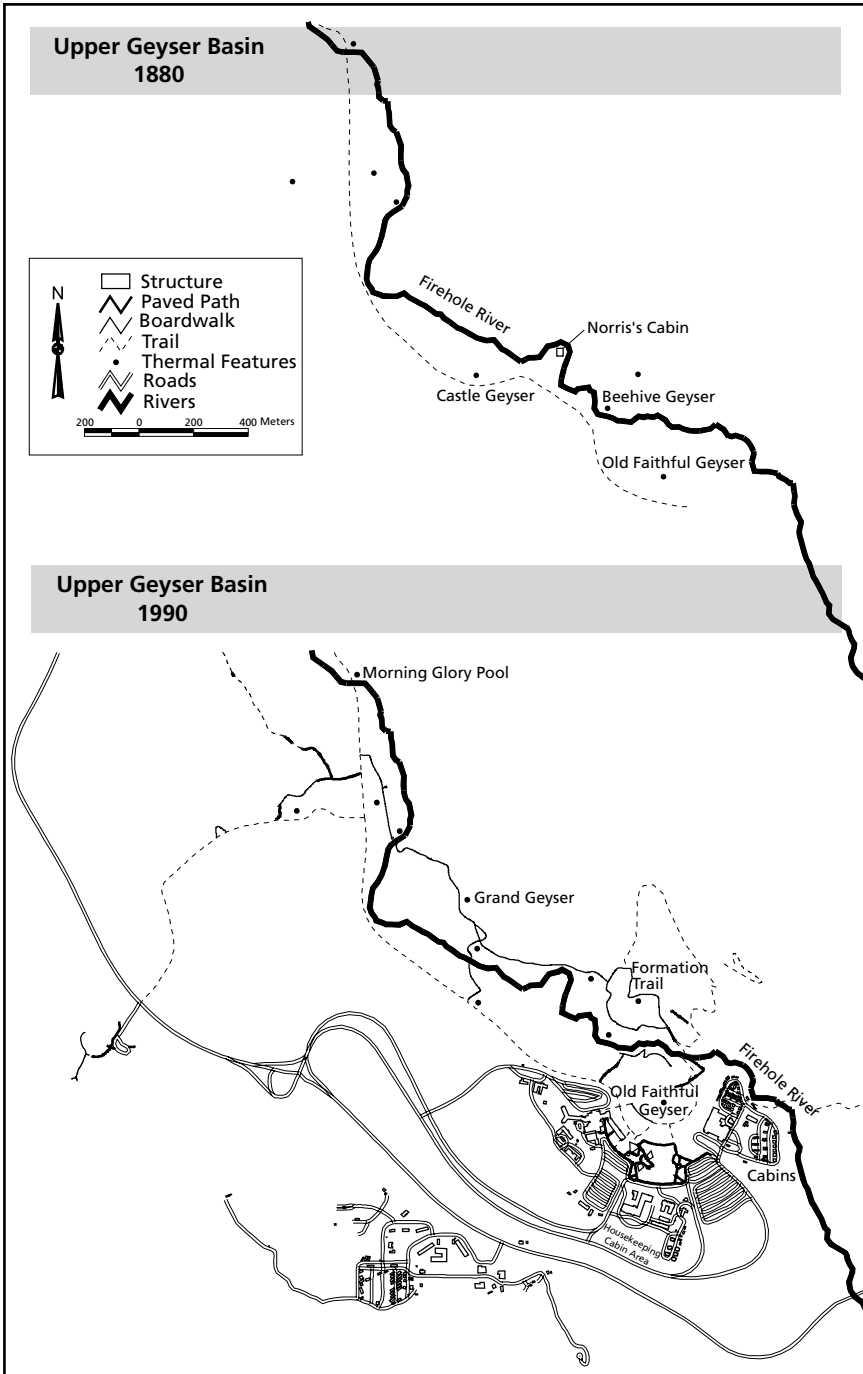 Upper Geyser Basin
1880
Firehole River
Norris's Cabin
Castle Geyser
Beehive Geyser
Old Faithful Geyser
N
Structure
Paved Path
Boardwalk
Trail
Thermal Features
Roads
Rivers
200 0 200 400 Meters
Upper Geyser Basin
1990
Morning Glory Pool
Grand Geyser
Formation
Trail
Firehole River
Old Faithful
Geyser
Cabins
Housekeeping
Cabin Area